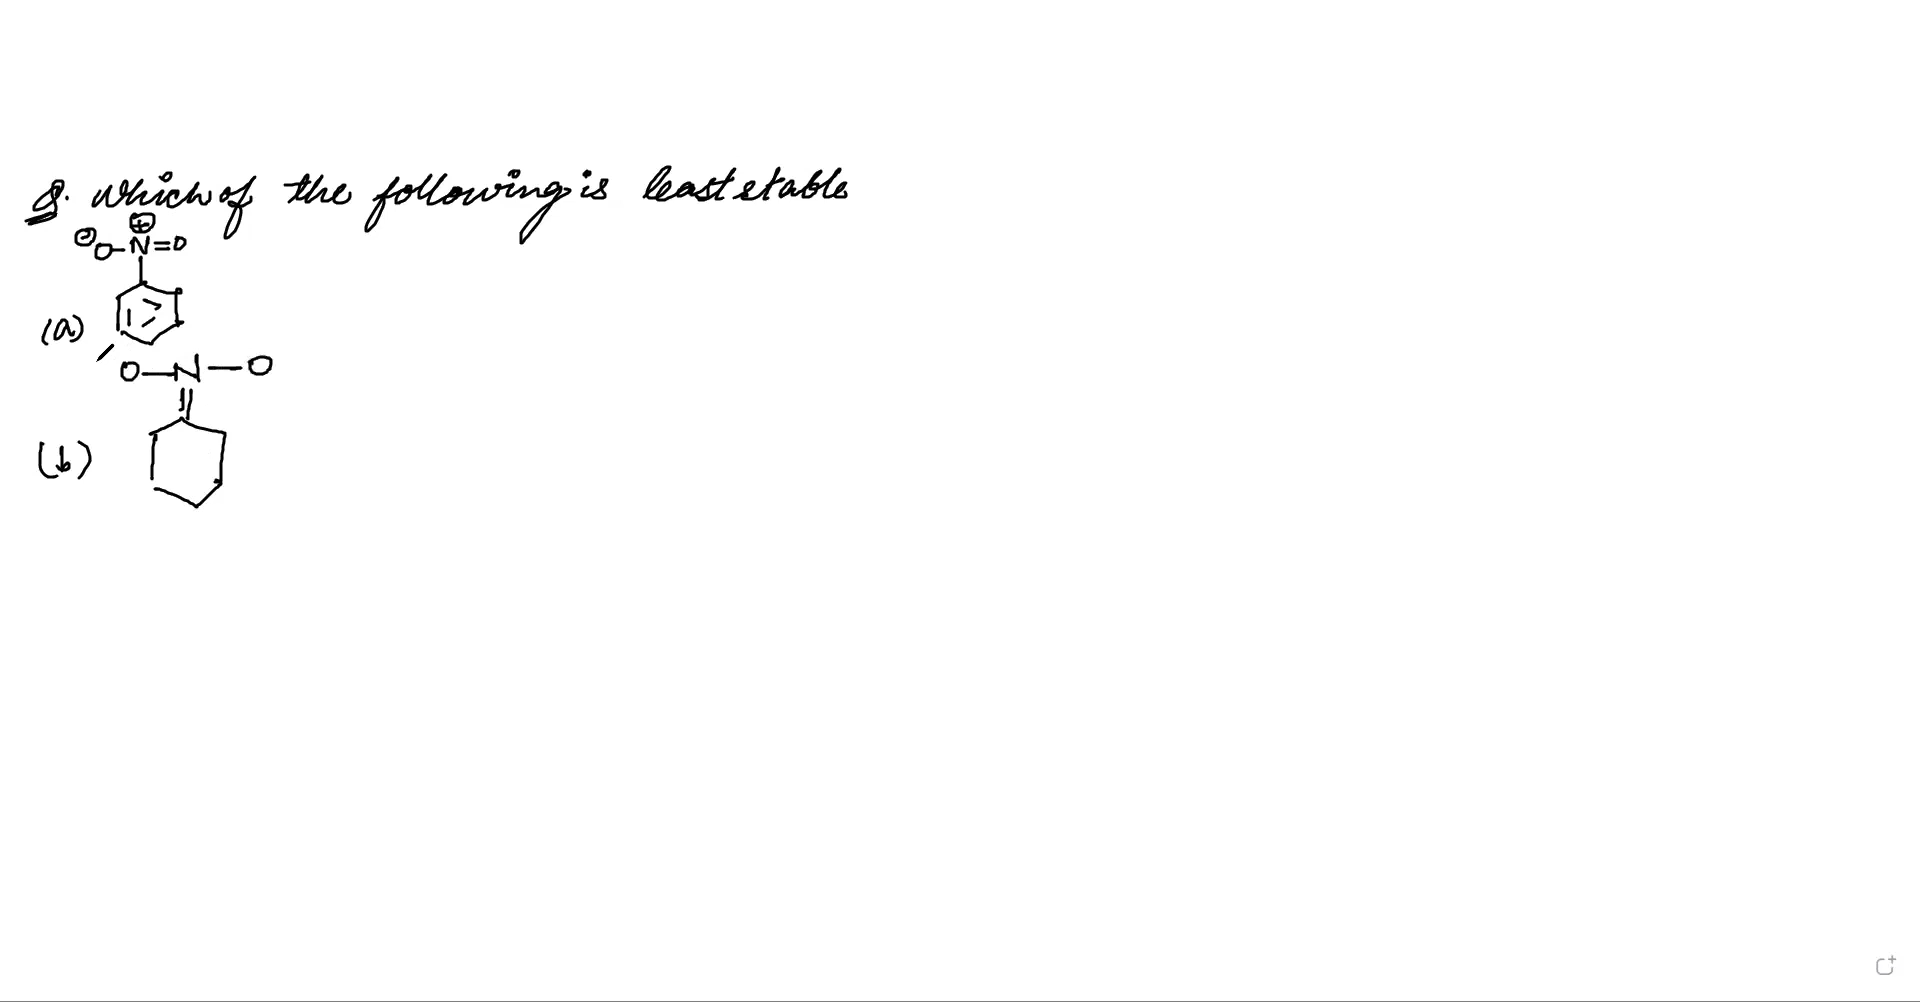 Q. Which of the following is least stable
⊕
⊖O-N=O
(a)
O-N-O
(b)